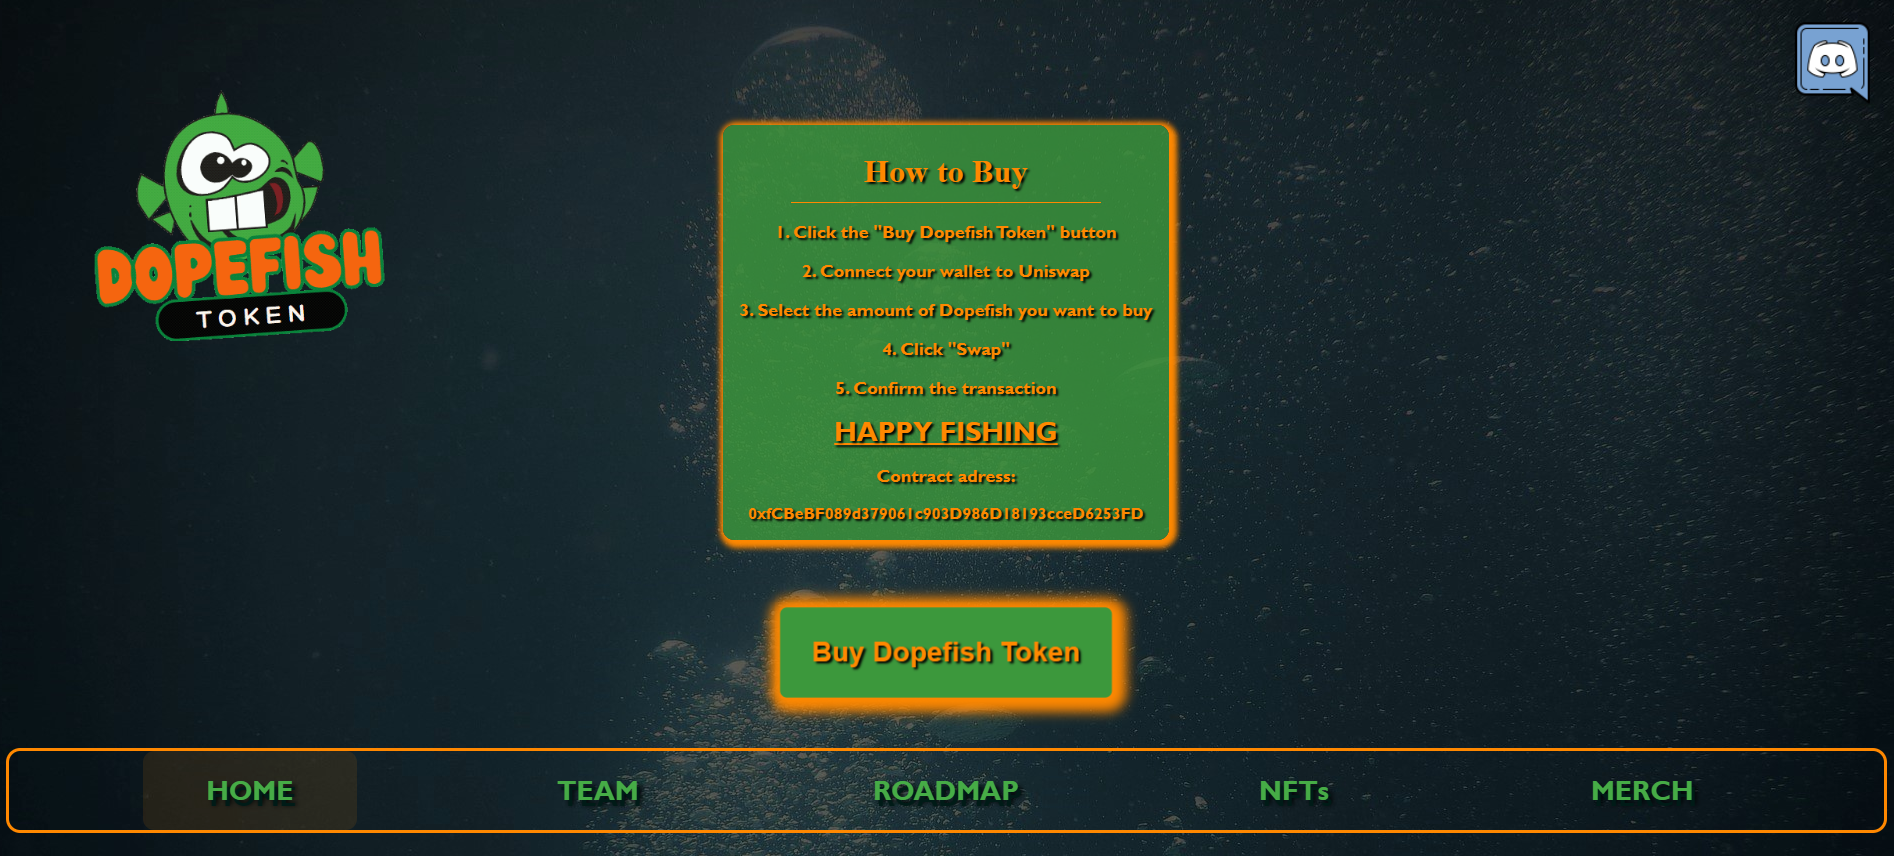 DOPEFISH
TOKEN
How to Buy
1. Click the "Buy Dopefish Token" button
2. Connect your wallet to Uniswap
3. Select the amount of Dopefish you want to buy
4. Click "Swap"
5. Confirm the transaction
HAPPY FISHING
Contract adress:
0xfCBeBF089d379061c903D986D18193cceD6253FD
Buy Dopefish Token
HOME TEAM ROADMAP NFTs MERCH